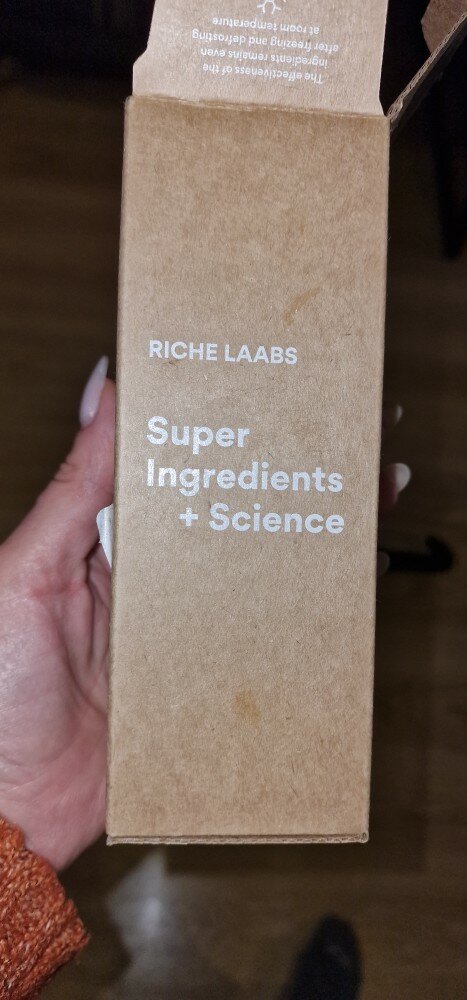 The effectiveness of the
ingredients remains even
after freezing and defrosting
at room temperature
RICHE LAABS
Super
Ingredients
+ Science